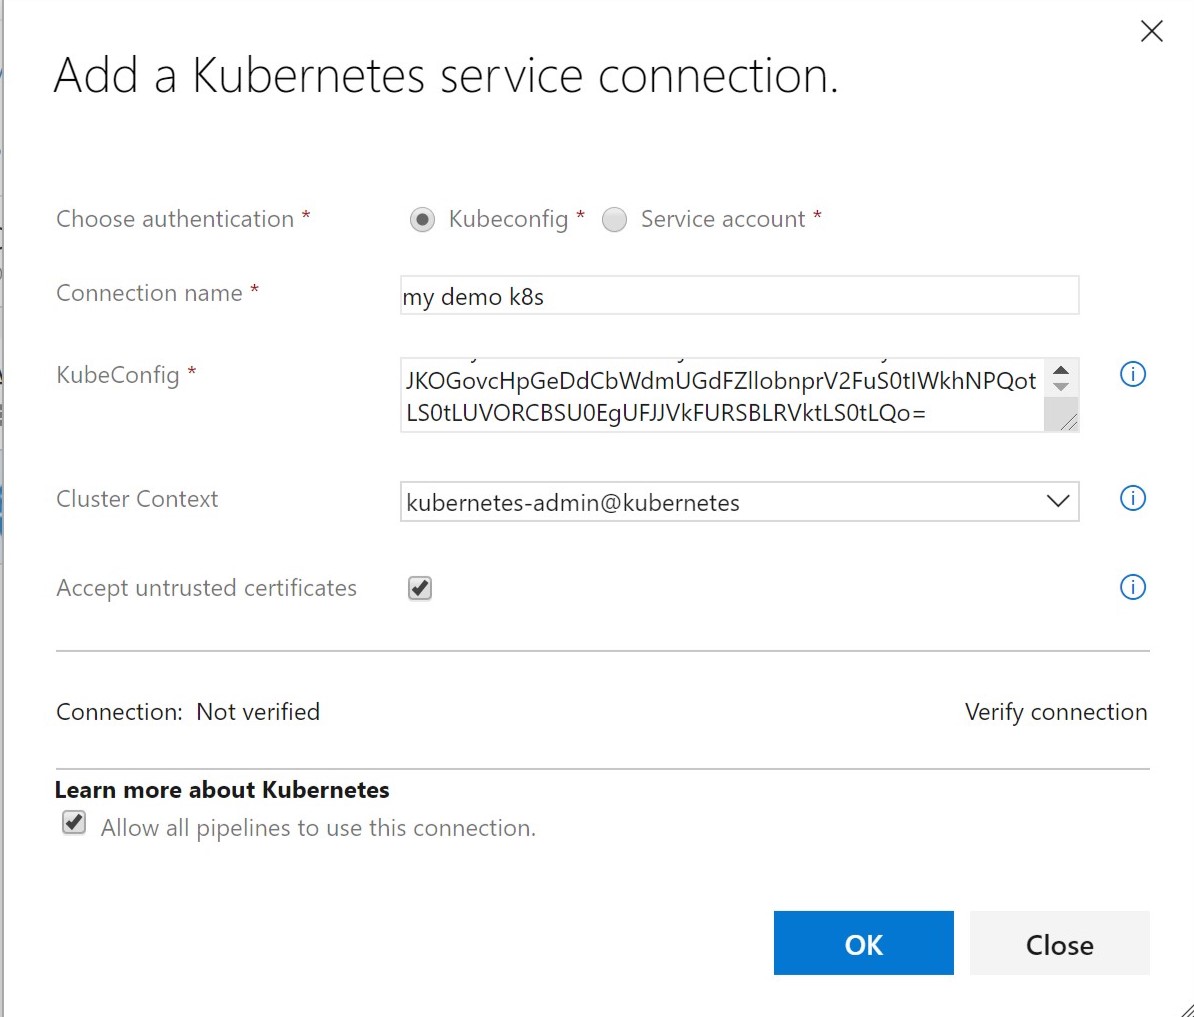 Add a Kubernetes service connection.
Choose authentication * Kubeconfig * Service account *
Connection name * my demo k8s
KubeConfig *
JKOGovcHpGeDdCbWdmUGdFZllobnprV2FuS0tIWkhNPQot
LS0tLUVORCBSU0EgUFJJVkFURSBLRVktLS0tLQo=
Cluster Context kubernetes-admin@kubernetes
Accept untrusted certificates
Connection: Not verified Verify connection
Learn more about Kubernetes
Allow all pipelines to use this connection.
OK Close